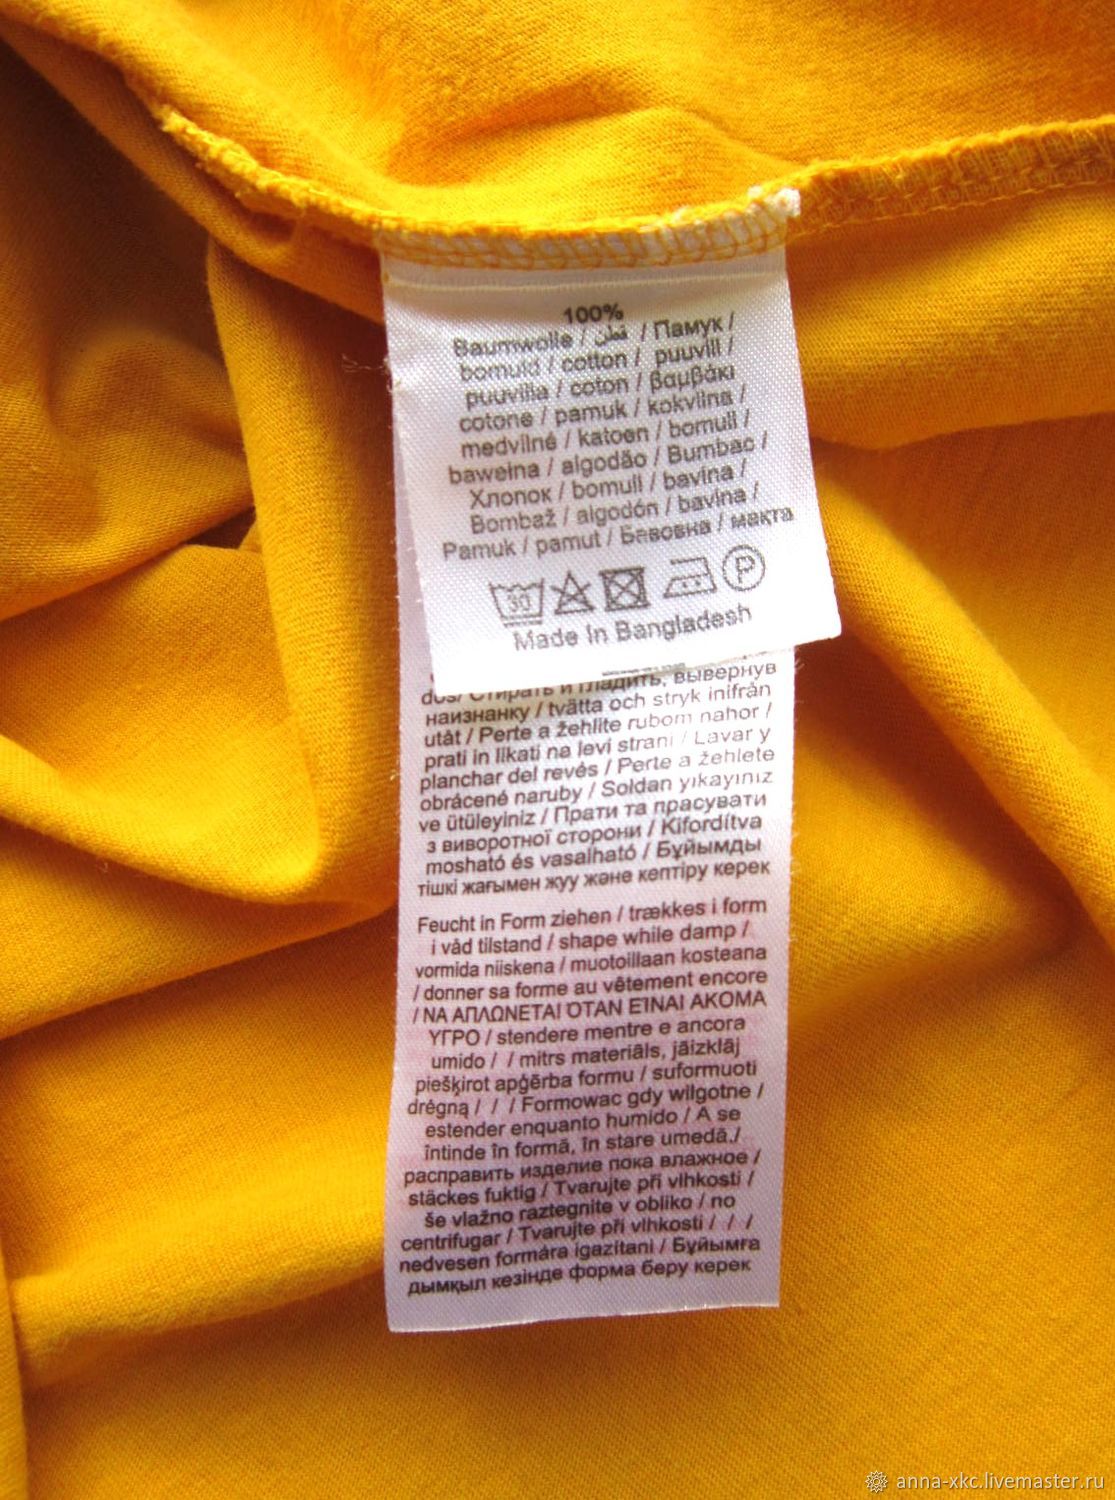 100%
Baumwolle / قطن / Памук /
bomuld / cotton / puuvill /
puuvilla / coton / βαμβάκι
cotone / pamuk / kokvilna /
medvilnė / katoen / bomull /
bawełna / algodão / Bumbac /
Хлопок / bomull / bavlna /
Bombaž / algodón / bavlna /
Pamuk / pamut / Бавовна / мақта
30 P
Made in Bangladesh
dos/ Стирать и гладить, вывернув
наизнанку / tvätta och stryk inifrån
utåt / Perte a žehlite rubom nahor /
prati in likati na levi strani / Lavar y
planchar del revés / Perte a žehlete
obrácené naruby / Soldan yıkayınız
ve ütüleyiniz / Прати та прасувати
з виворотної сторони / Kifordítva
mosható és vasalható / Бұйымды
тішкі жағымен жуу және кептіру керек
Feucht in Form ziehen / trækkes i form
i våd tilstand / shape while damp /
vormida niiskena / muotoillaan kosteana
/ donner sa forme au vêtement encore
/ ΝΑ ΑΠΛΩΝΕΤΑΙ ΌΤΑΝ ΕΊΝΑΙ ΑΚΟΜΑ
ΥΓΡΟ / stendere mentre e ancora
umido / / mitrs materiāls, jāizklāj
piešķirot apģērba formu / suformuoti
drėgną / / / Formowac gdy wilgotne /
estender enquanto humido / A se
întinde în formă, în stare umedă./
расправить изделие пока влажное /
stäckes fuktig / Tvarujte při vlhkosti /
še vlažno raztegnite v obliko / no
centrifugar / Tvarujte při vlhkosti / / /
nedvesen formára igazítani / Бұйымға
дымқыл кезінде форма беру керек
anna-xkc.livemaster.ru